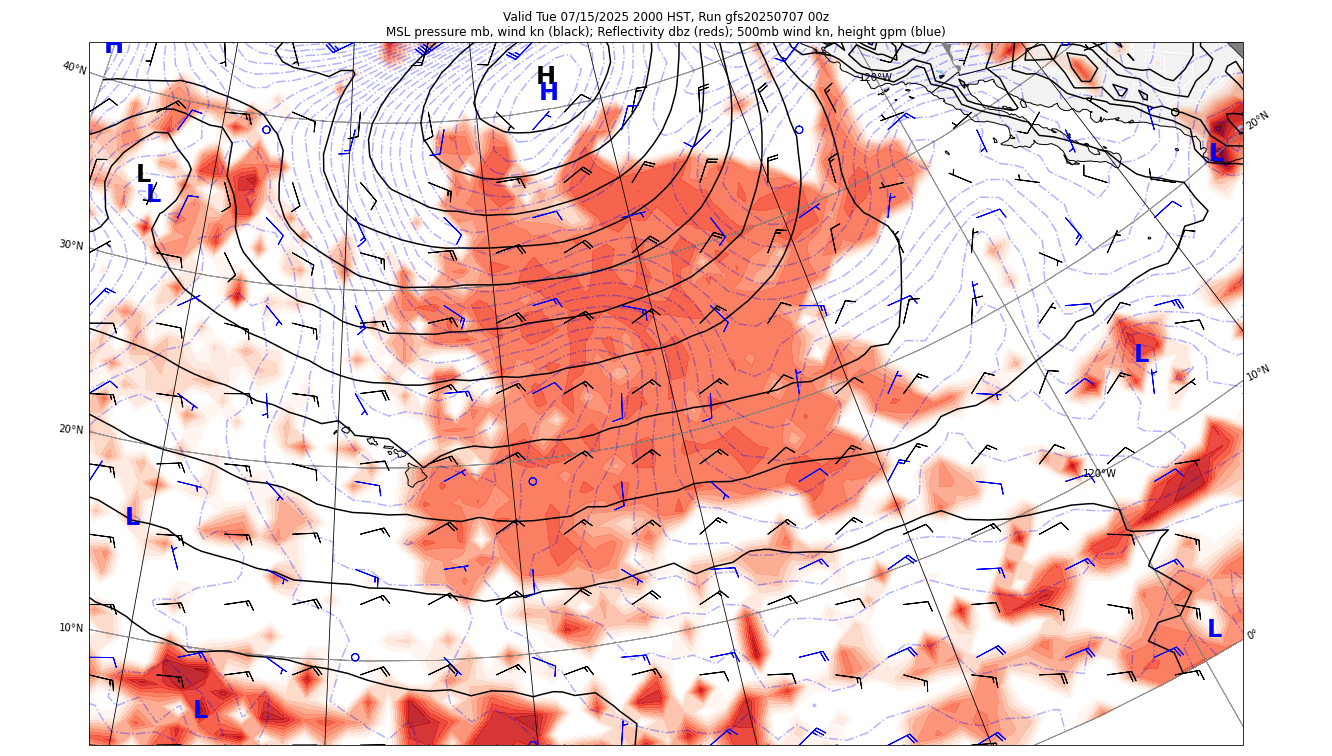 Valid Tue 07/15/2025 2000 HST, Run gfs20250707 00z
MSL pressure mb, wind kn (black); Reflectivity dbz (reds); 500mb wind kn, height gpm (blue)
H
H
H
40°N
120°W
20°N
L
L
L
30°N
L
10°N
20°N
120°W
L
10°N
L
0°
L